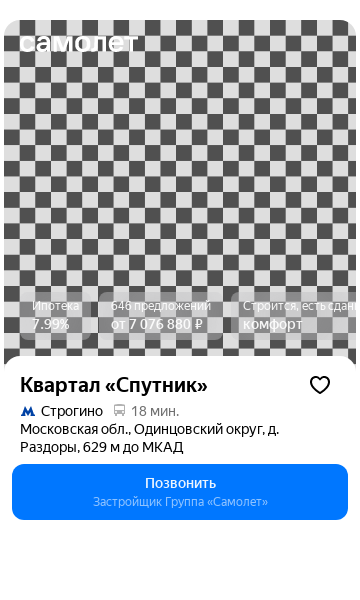 самолет
Ипотека
7.99%
646 предложений
от 7 076 880 ₽
Строится, есть сдан
комфорт
Квартал «Спутник»
Строгино 18 мин.
Московская обл., Одинцовский округ, д.
Раздоры, 629 м до МКАД
Позвонить
Застройщик Группа «Самолет»